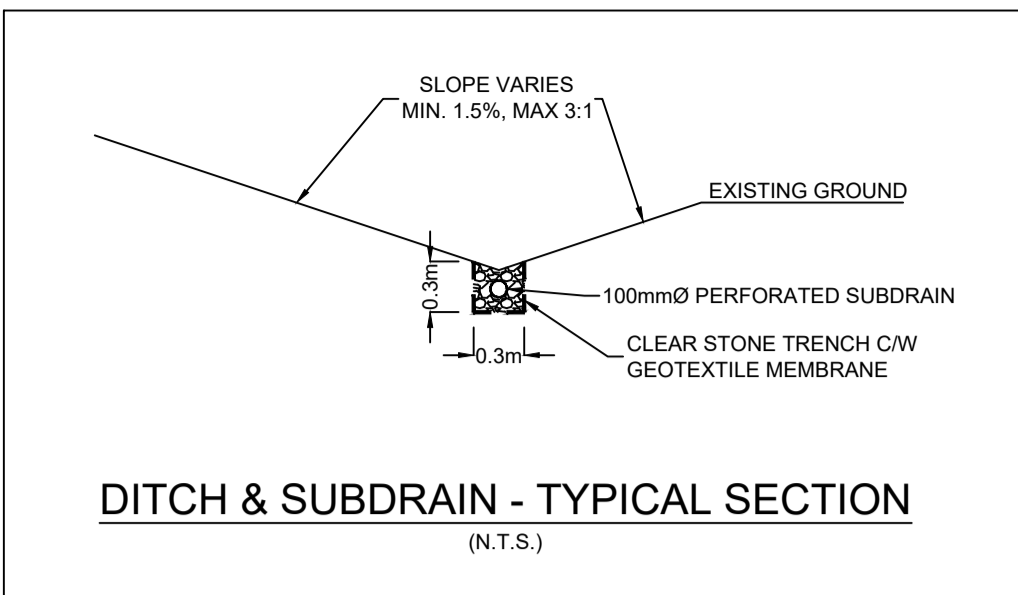 SLOPE VARIES
MIN. 1.5%, MAX 3:1
EXISTING GROUND
0.3m
100mmØ PERFORATED SUBDRAIN
0.3m
CLEAR STONE TRENCH C/W
GEOTEXTILE MEMBRANE
DITCH & SUBDRAIN - TYPICAL SECTION
(N.T.S.)